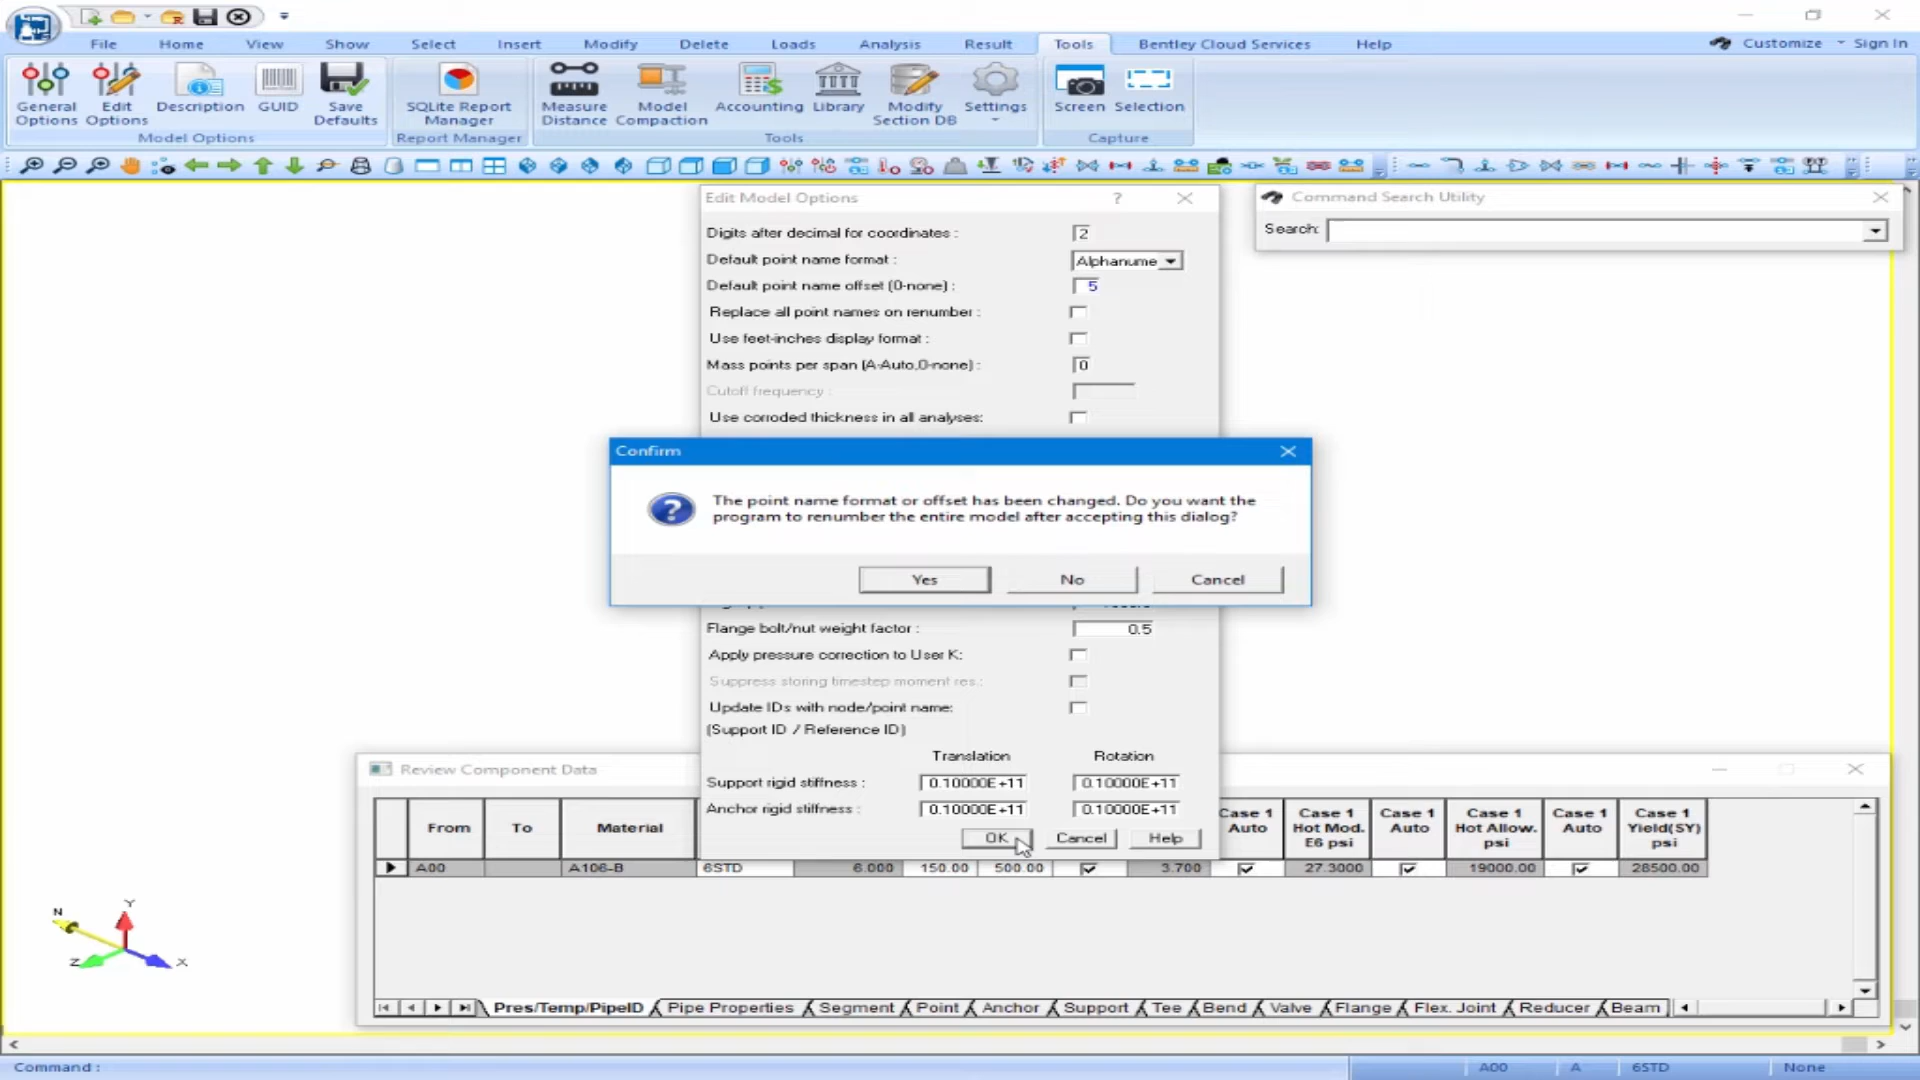 File Home View Show Select Insert Modify Delete Loads Analysis Result Tools Bentley Cloud Services Help Customize Sign In
General Options
Edit Options
Description
GUID
Save Defaults
SQLite Report Manager
Measure Distance
Model Compaction
Accounting
Library
Modify Section DB
Settings
Screen
Selection
Model Options
Report Manager
Tools
Capture
Edit Model Options ?
Digits after decimal for coordinates : 2
Default point name format : Alphanume
Default point name offset (0-none) : 5
Replace all point names on renumber :
Use feet-inches display format :
Mass points per span (A-Auto,0-none) : 0
Cutoff frequency :
Use corroded thickness in all analyses:
Command Search Utility
Search:
Confirm
The point name format or offset has been changed. Do you want the
program to renumber the entire model after accepting this dialog?
Yes No Cancel
Flange bolt/nut weight factor : 0.5
Apply pressure correction to User K:
Suppress storing timestep moment res.:
Update IDs with node/point name:
(Support ID / Reference ID)
Translation Rotation
Support rigid stiffness : 0.10000E+11 0.10000E+11
Anchor rigid stiffness : 0.10000E+11 0.10000E+11
OK Cancel Help
Review Component Data
From To Material
Case 1 Auto
Case 1 Hot Mod. E6 psi
Case 1 Auto
Case 1 Hot Allow. psi
Case 1 Auto
Case 1 Yield(SY) psi
A00 A106-B 6STD 6.000 150.00 500.00 3.700 27.3000 19000.00 28500.00
N Y Z X
Pres/Temp/PipeID Pipe Properties Segment Point Anchor Support Tee Bend Valve Flange Flex. Joint Reducer Beam
Command : A00 A 6STD None